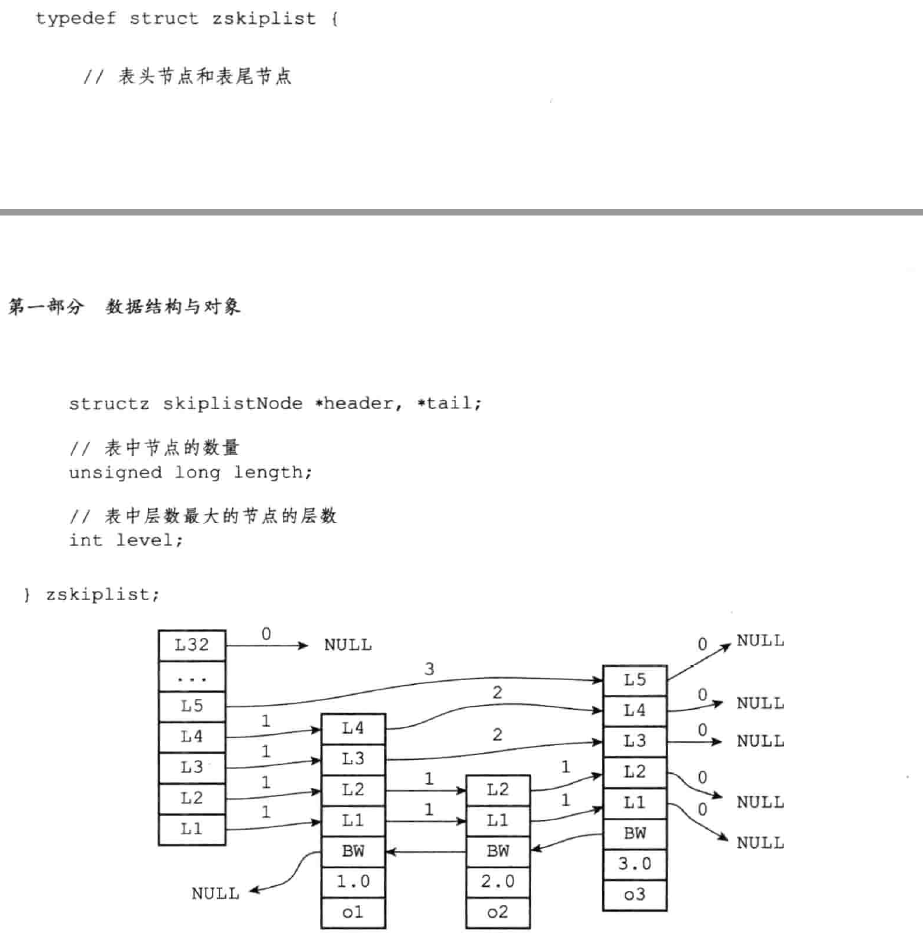 typedef struct zskiplist {
// 表头节点和表尾节点
第一部分 数据结构与对象
structz skiplistNode *header, *tail;
// 表中节点的数量
unsigned long length;
// 表中层数最大的节点的层数
int level;
} zskiplist;
L32 0 NULL 0 NULL
... 3 L5
L5 2 0 NULL
L4 1 L4 L4
L3 1 L3 2 L3 0 NULL
L2 1 L2 1 L2 1 L2 0 NULL
L1 1 L1 1 L1 1 L1 0 NULL
BW BW BW
NULL 1.0 2.0 3.0
o1 o2 o3